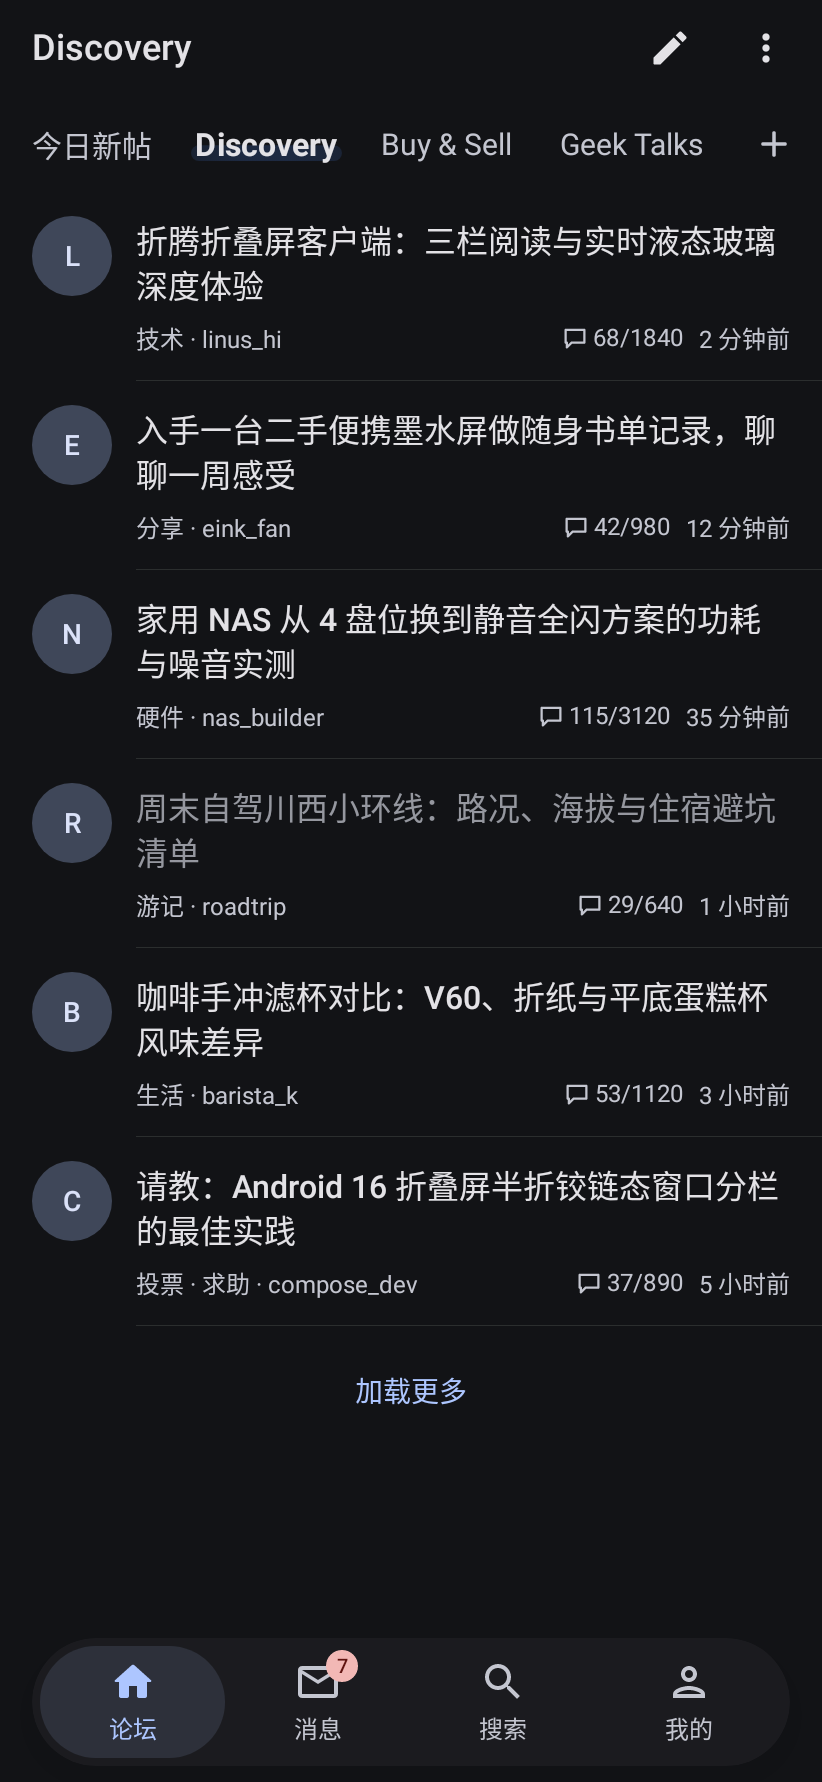 Discovery
今日新帖 Discovery Buy & Sell Geek Talks +
L
折腾折叠屏客户端：三栏阅读与实时液态玻璃
深度体验
技术 · linus_hi 68/1840 2 分钟前
E
入手一台二手便携墨水屏做随身书单记录，聊
聊一周感受
分享 · eink_fan 42/980 12 分钟前
N
家用 NAS 从 4 盘位换到静音全闪方案的功耗
与噪音实测
硬件 · nas_builder 115/3120 35 分钟前
R
周末自驾川西小环线：路况、海拔与住宿避坑
清单
游记 · roadtrip 29/640 1 小时前
B
咖啡手冲滤杯对比：V60、折纸与平底蛋糕杯
风味差异
生活 · barista_k 53/1120 3 小时前
C
请教：Android 16 折叠屏半折铰链态窗口分栏
的最佳实践
投票 · 求助 · compose_dev 37/890 5 小时前
加载更多
7
论坛 消息 搜索 我的